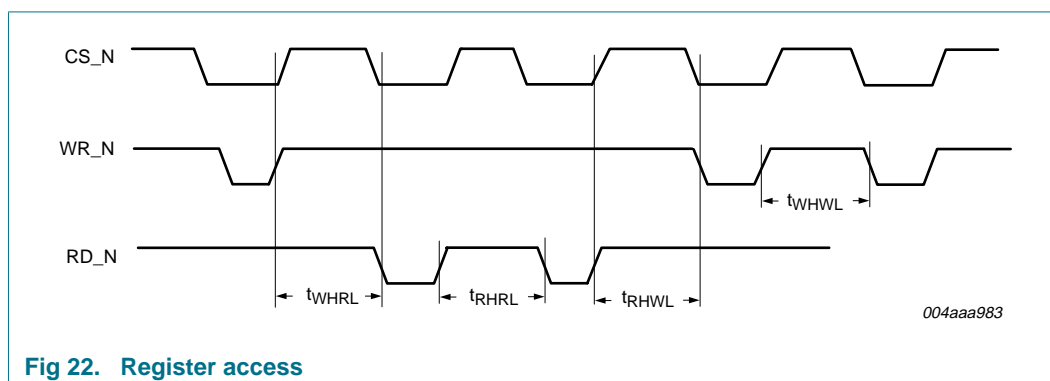 CS_N
WR_N
tWHWL
RD_N
tWHRL
tRHRL
tRHWL
004aaa983
Fig 22. Register access